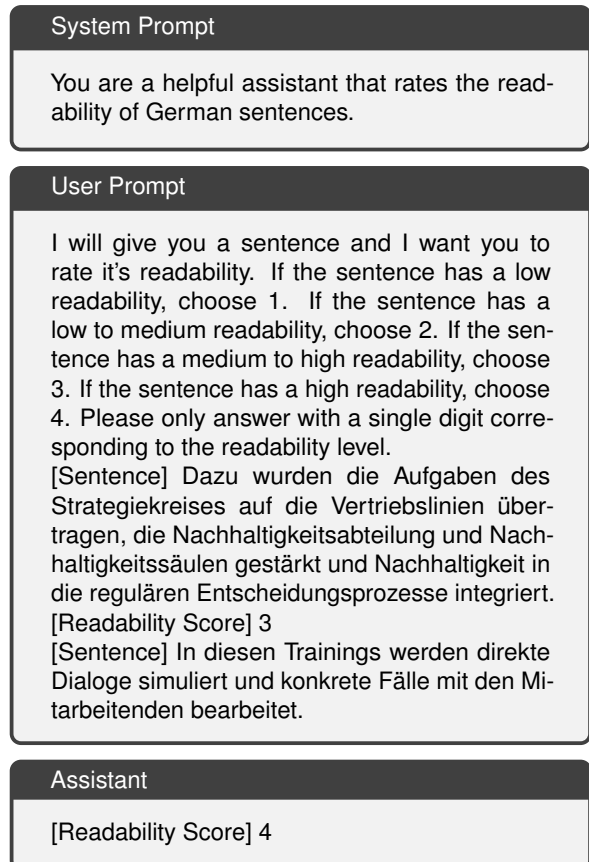 System Prompt
You are a helpful assistant that rates the read-
ability of German sentences.
User Prompt
I will give you a sentence and I want you to
rate it's readability. If the sentence has a low
readability, choose 1. If the sentence has a
low to medium readability, choose 2. If the sen-
tence has a medium to high readability, choose
3. If the sentence has a high readability, choose
4. Please only answer with a single digit corre-
sponding to the readability level.
[Sentence] Dazu wurden die Aufgaben des
Strategiekreises auf die Vertriebslinien über-
tragen, die Nachhaltigkeitsabteilung und Nach-
haltigkeitssäulen gestärkt und Nachhaltigkeit in
die regulären Entscheidungsprozesse integriert.
[Readability Score] 3
[Sentence] In diesen Trainings werden direkte
Dialoge simuliert und konkrete Fälle mit den Mi-
tarbeitenden bearbeitet.
Assistant
[Readability Score] 4